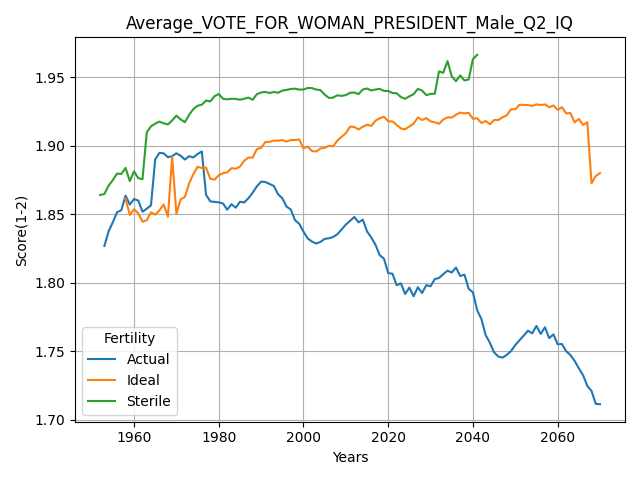 Average_VOTE_FOR_WOMAN_PRESIDENT_Male_Q2_IQ
Score(1-2)
1.95
1.90
1.85
1.80
1.75
1.70
Fertility
Actual
Ideal
Sterile
1960
1980
2000
2020
2040
2060
Years